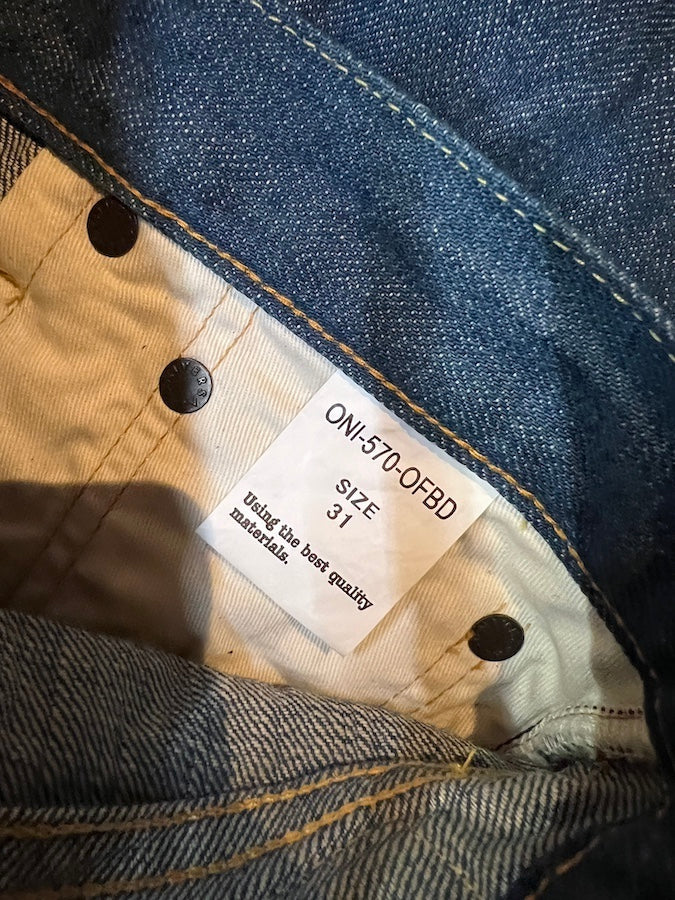 ONI-570-OFBD
SIZE
31
Using the best quality
materials.